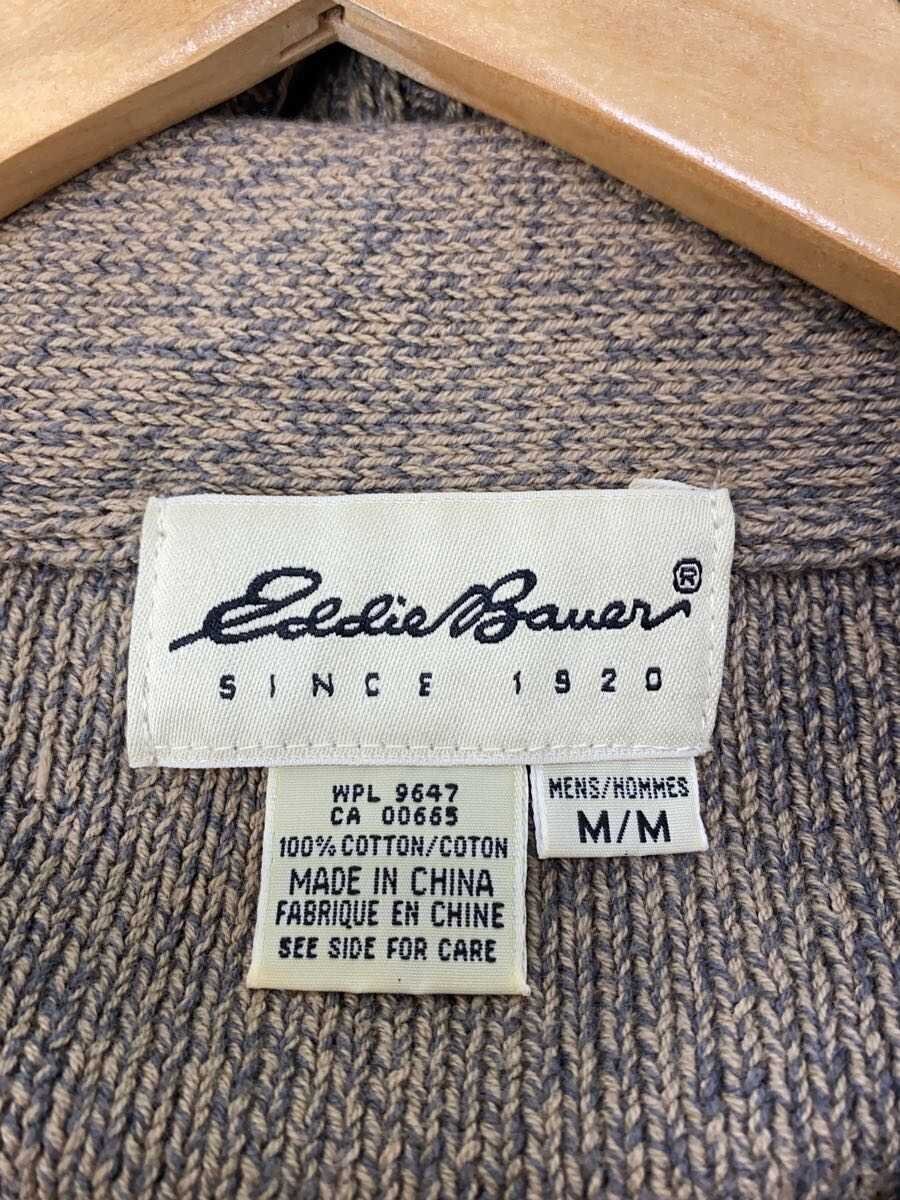 Eddie Bauer®
SINCE 1920
WPL 9647
CA 00665
100% COTTON/COTON
MADE IN CHINA
FABRIQUE EN CHINE
SEE SIDE FOR CARE
MENS/HOMMES
M/M